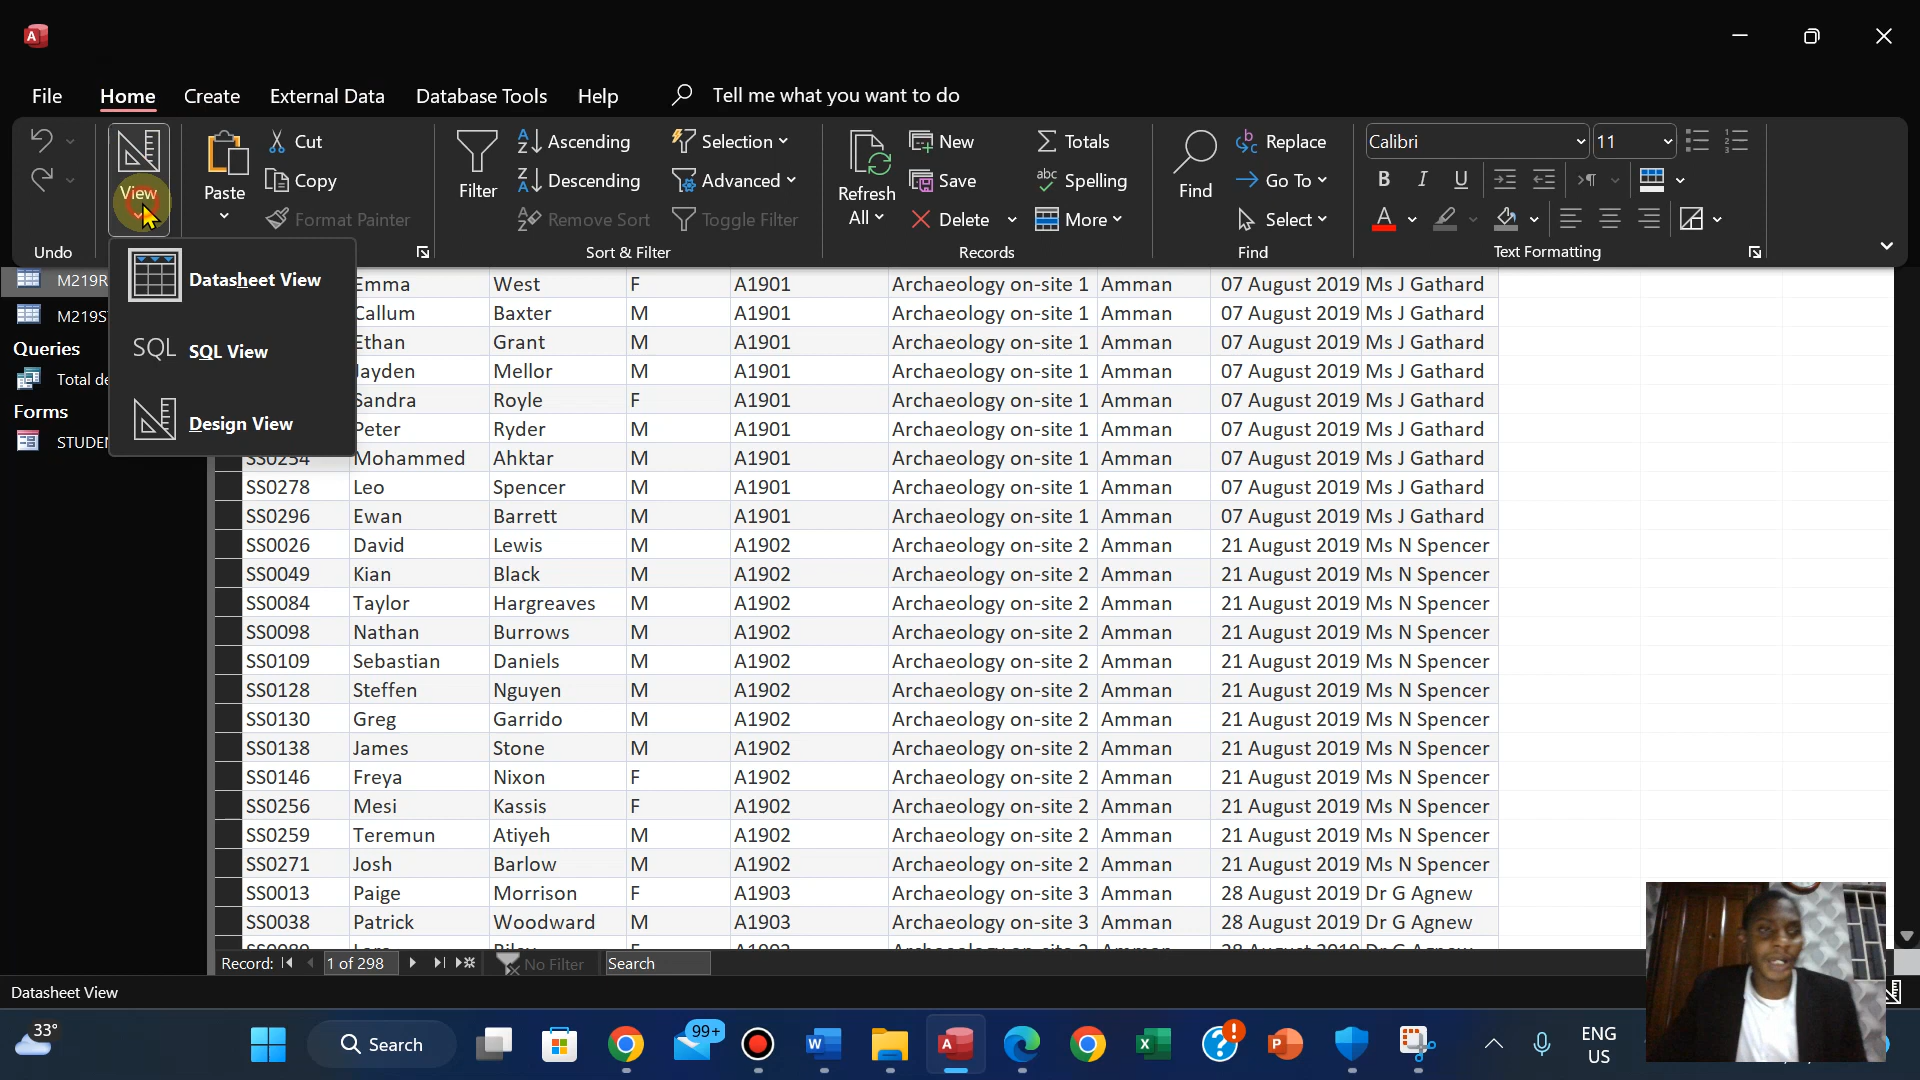 A
File Home Create External Data Database Tools Help Tell me what you want to do
View Paste Cut Copy Format Painter
Undo
Filter Ascending Descending Remove Sort Selection Advanced Toggle Filter
Sort & Filter
Refresh All New Save Delete Totals Spelling More
Records
Find Replace Go To Select
Find
Calibri 11
B I U
A
Text Formatting
Datasheet View
SQL SQL View
Design View
M219R
M219S
Queries
Total de
Forms
STUDEN
Emma West F A1901 Archaeology on-site 1 Amman 07 August 2019 Ms J Gathard
Callum Baxter M A1901 Archaeology on-site 1 Amman 07 August 2019 Ms J Gathard
Ethan Grant M A1901 Archaeology on-site 1 Amman 07 August 2019 Ms J Gathard
Jayden Mellor M A1901 Archaeology on-site 1 Amman 07 August 2019 Ms J Gathard
Sandra Royle F A1901 Archaeology on-site 1 Amman 07 August 2019 Ms J Gathard
Peter Ryder M A1901 Archaeology on-site 1 Amman 07 August 2019 Ms J Gathard
SS0254 Mohammed Ahktar M A1901 Archaeology on-site 1 Amman 07 August 2019 Ms J Gathard
SS0278 Leo Spencer M A1901 Archaeology on-site 1 Amman 07 August 2019 Ms J Gathard
SS0296 Ewan Barrett M A1901 Archaeology on-site 1 Amman 07 August 2019 Ms J Gathard
SS0026 David Lewis M A1902 Archaeology on-site 2 Amman 21 August 2019 Ms N Spencer
SS0049 Kian Black M A1902 Archaeology on-site 2 Amman 21 August 2019 Ms N Spencer
SS0084 Taylor Hargreaves M A1902 Archaeology on-site 2 Amman 21 August 2019 Ms N Spencer
SS0098 Nathan Burrows M A1902 Archaeology on-site 2 Amman 21 August 2019 Ms N Spencer
SS0109 Sebastian Daniels M A1902 Archaeology on-site 2 Amman 21 August 2019 Ms N Spencer
SS0128 Steffen Nguyen M A1902 Archaeology on-site 2 Amman 21 August 2019 Ms N Spencer
SS0130 Greg Garrido M A1902 Archaeology on-site 2 Amman 21 August 2019 Ms N Spencer
SS0138 James Stone M A1902 Archaeology on-site 2 Amman 21 August 2019 Ms N Spencer
SS0146 Freya Nixon F A1902 Archaeology on-site 2 Amman 21 August 2019 Ms N Spencer
SS0256 Mesi Kassis F A1902 Archaeology on-site 2 Amman 21 August 2019 Ms N Spencer
SS0259 Teremun Atiyeh M A1902 Archaeology on-site 2 Amman 21 August 2019 Ms N Spencer
SS0271 Josh Barlow M A1902 Archaeology on-site 2 Amman 21 August 2019 Ms N Spencer
SS0013 Paige Morrison F A1903 Archaeology on-site 3 Amman 28 August 2019 Dr G Agnew
SS0038 Patrick Woodward M A1903 Archaeology on-site 3 Amman 28 August 2019 Dr G Agnew
Record: 1 of 298 No Filter Search
Datasheet View
33° Search 99+ ENG
US